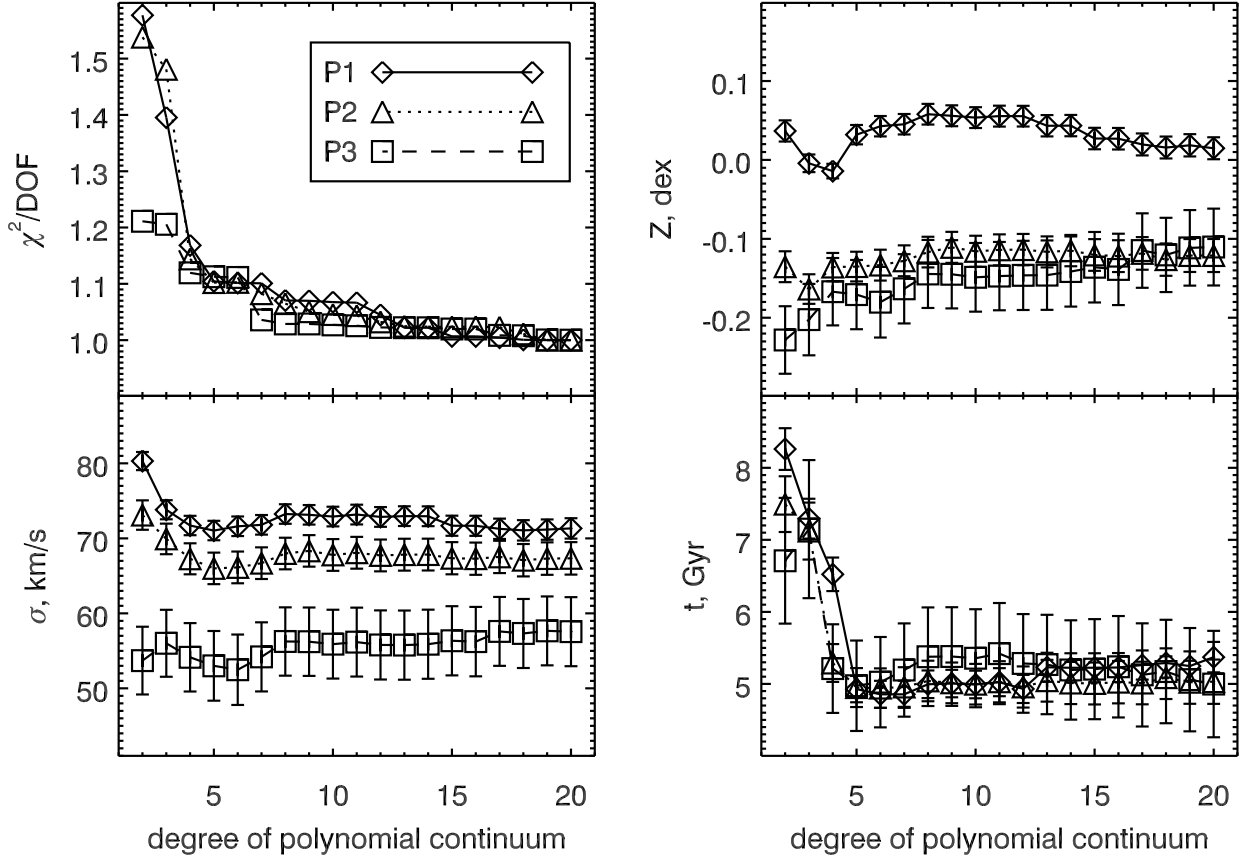 1.5
1.4
1.3
1.2
1.1
1.0
χ²/DOF
P1
P2
P3
0.1
0.0
-0.1
-0.2
Z, dex
80
70
60
50
σ, km/s
5 10 15 20
degree of polynomial continuum
8
7
6
5
t, Gyr
5 10 15 20
degree of polynomial continuum